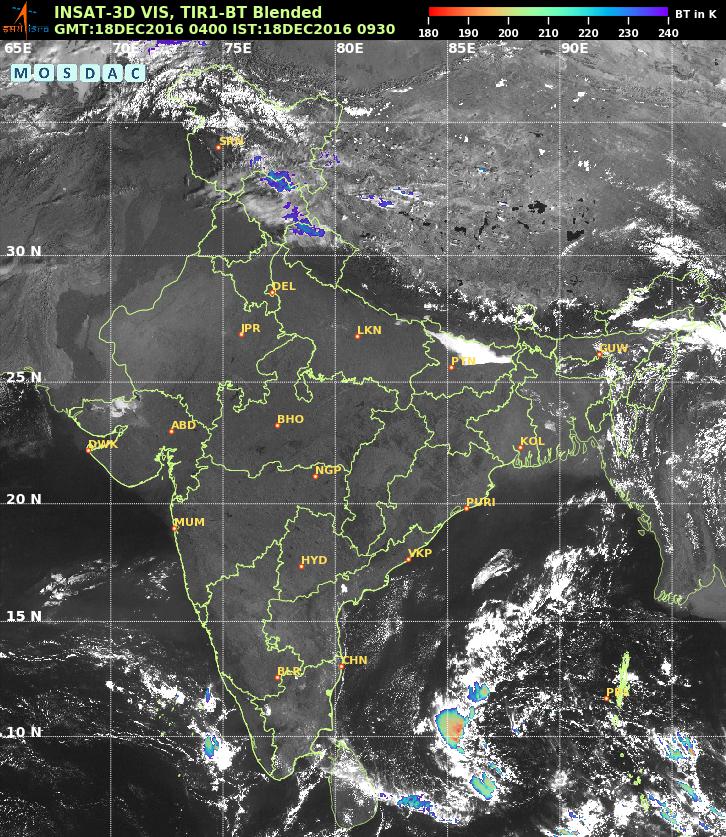 INSAT-3D VIS, TIR1-BT Blended
GMT:18DEC2016 0400 IST:18DEC2016 0930
BT in K
180 190 200 210 220 230 240
65E 70E 75E 80E 85E 90E
MOSDAC
SRN
30 N
DEL
JPR LKN
GUW
PTN
25 N
BHO
ABD
DWK KOL
NGP
20 N PURI
MUM
VKP
HYD
15 N
CHN
BLR
10 N